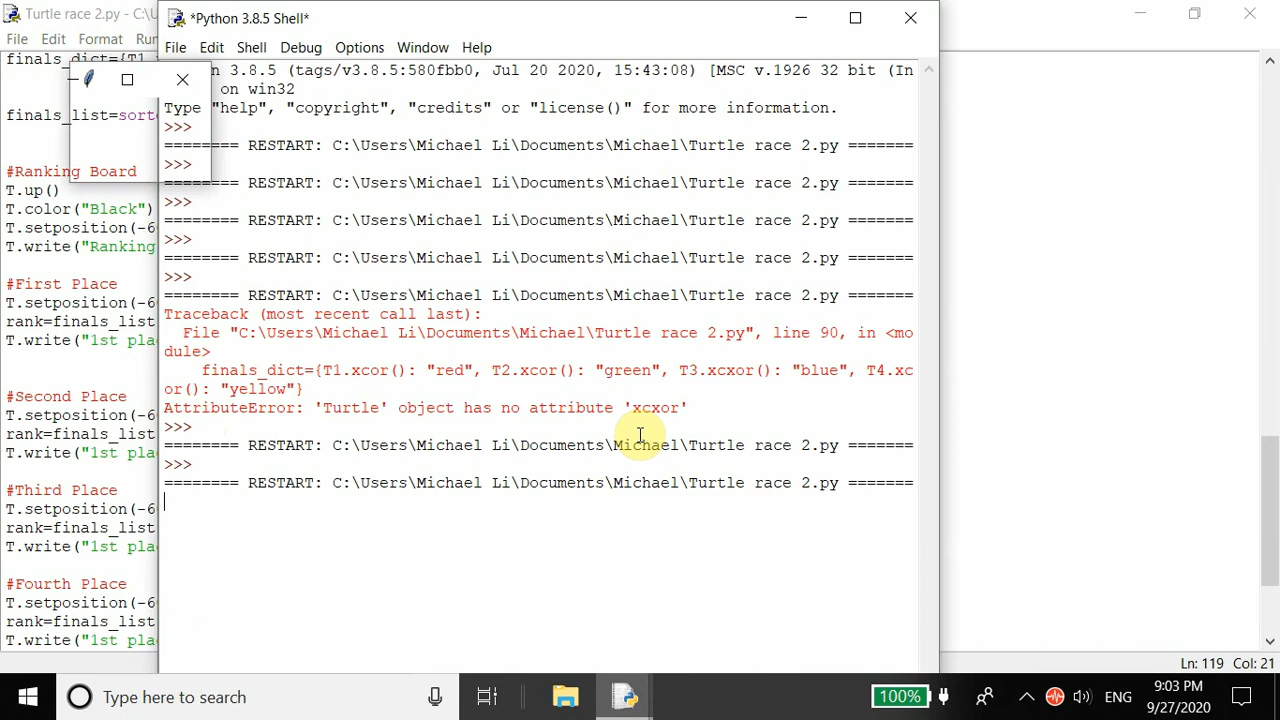 Turtle race 2.py - C:\U
File Edit Format Ru
finals_dict={T1
finals_list=sort
#Ranking Board
T.up()
T.color("Black")
T.setposition(-6
T.write("Ranking
#First Place
T.setposition(-6
rank=finals_list
T.write("1st pla
#Second Place
T.setposition(-6
rank=finals_list
T.write("1st pla
#Third Place
T.setposition(-6
rank=finals_list
T.write("1st pla
#Fourth Place
T.setposition(-6
rank=finals_list
T.write("1st pla
*Python 3.8.5 Shell*
File Edit Shell Debug Options Window Help
n 3.8.5 (tags/v3.8.5:580fbb0, Jul 20 2020, 15:43:08) [MSC v.1926 32 bit (In
on win32
Type "help", "copyright", "credits" or "license()" for more information.
>>>
======== RESTART: C:\Users\Michael Li\Documents\Michael\Turtle race 2.py =======
>>>
======== RESTART: C:\Users\Michael Li\Documents\Michael\Turtle race 2.py =======
>>>
======== RESTART: C:\Users\Michael Li\Documents\Michael\Turtle race 2.py =======
>>>
======== RESTART: C:\Users\Michael Li\Documents\Michael\Turtle race 2.py =======
>>>
======== RESTART: C:\Users\Michael Li\Documents\Michael\Turtle race 2.py =======
Traceback (most recent call last):
File "C:\Users\Michael Li\Documents\Michael\Turtle race 2.py", line 90, in <mo
dule>
finals_dict={T1.xcor(): "red", T2.xcor(): "green", T3.xcxor(): "blue", T4.xc
or(): "yellow"}
AttributeError: 'Turtle' object has no attribute 'xcxor'
>>>
======== RESTART: C:\Users\Michael Li\Documents\Michael\Turtle race 2.py =======
>>>
======== RESTART: C:\Users\Michael Li\Documents\Michael\Turtle race 2.py =======
Ln: 119 Col: 21
Type here to search
100%
ENG
9:03 PM
9/27/2020